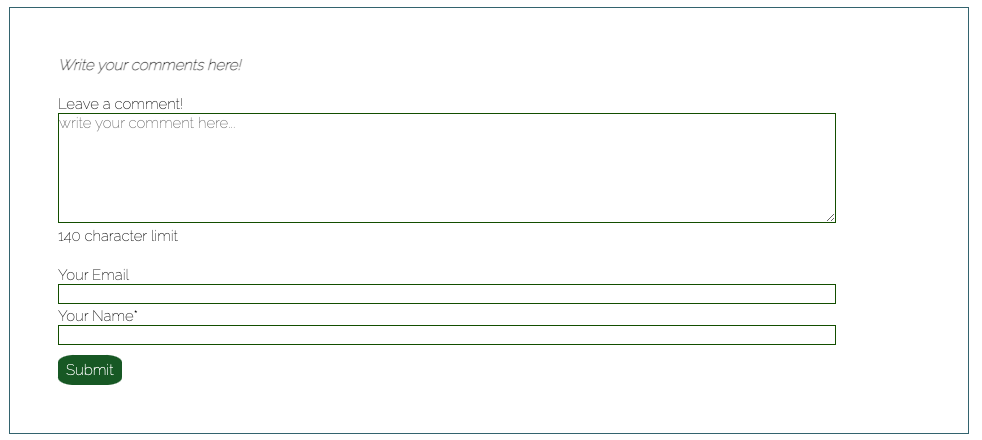 Write your comments here!
Leave a comment!
write your comment here...
140 character limit
Your Email
Your Name*
Submit